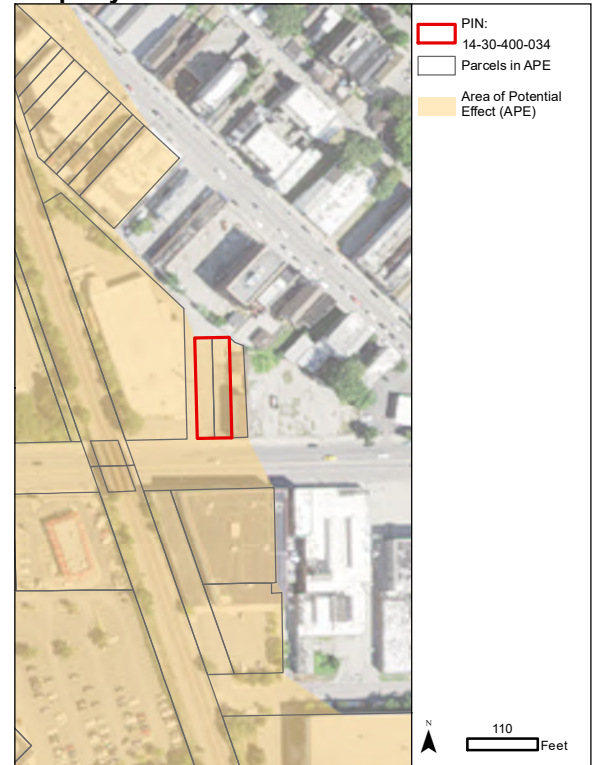 PIN:
14-30-400-034
Parcels in APE
Area of Potential
Effect (APE)
N
110
Feet